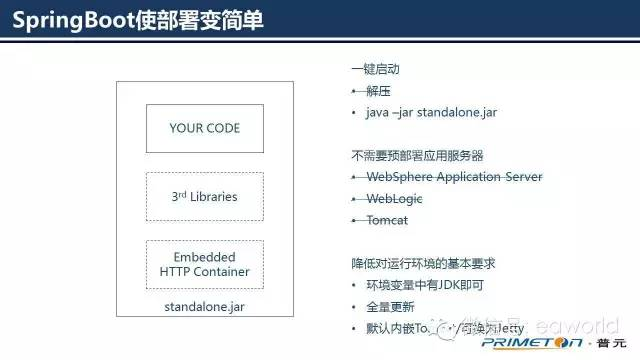 SpringBoot使部署变简单
YOUR CODE
3rd Libraries
Embedded
HTTP Container
standalone.jar
一键启动
• 解压
• java –jar standalone.jar
不需要预部署应用服务器
• WebSphere Application Server
• WebLogic
• Tomcat
降低对运行环境的基本要求
• 环境变量中有JDK即可
• 全量更新
• 默认内嵌To 可替换为Jetty
微信号: eaworld
PRIMETON·普元